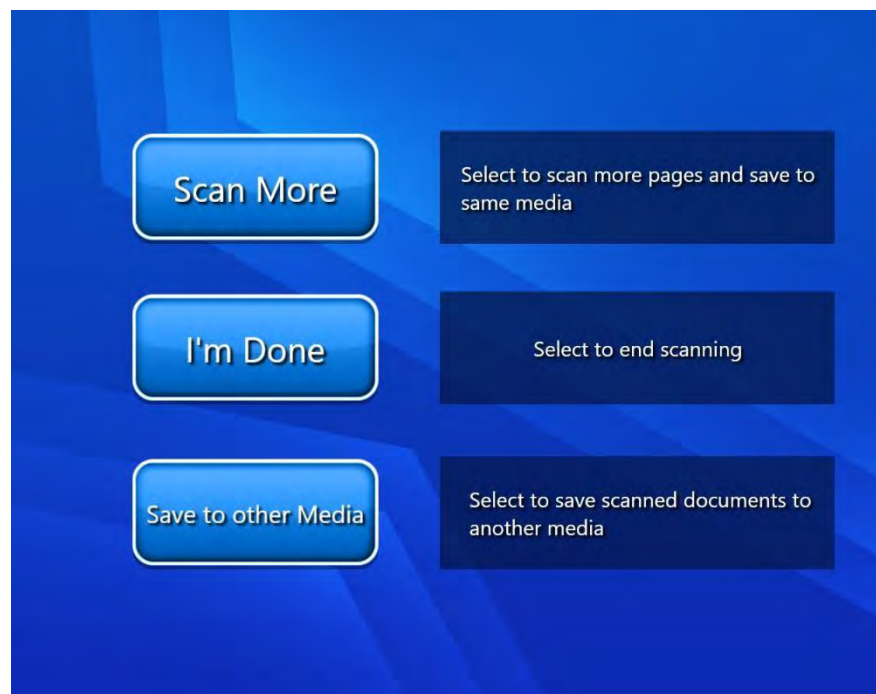 Scan More
Select to scan more pages and save to
same media
I'm Done
Select to end scanning
Save to other Media
Select to save scanned documents to
another media